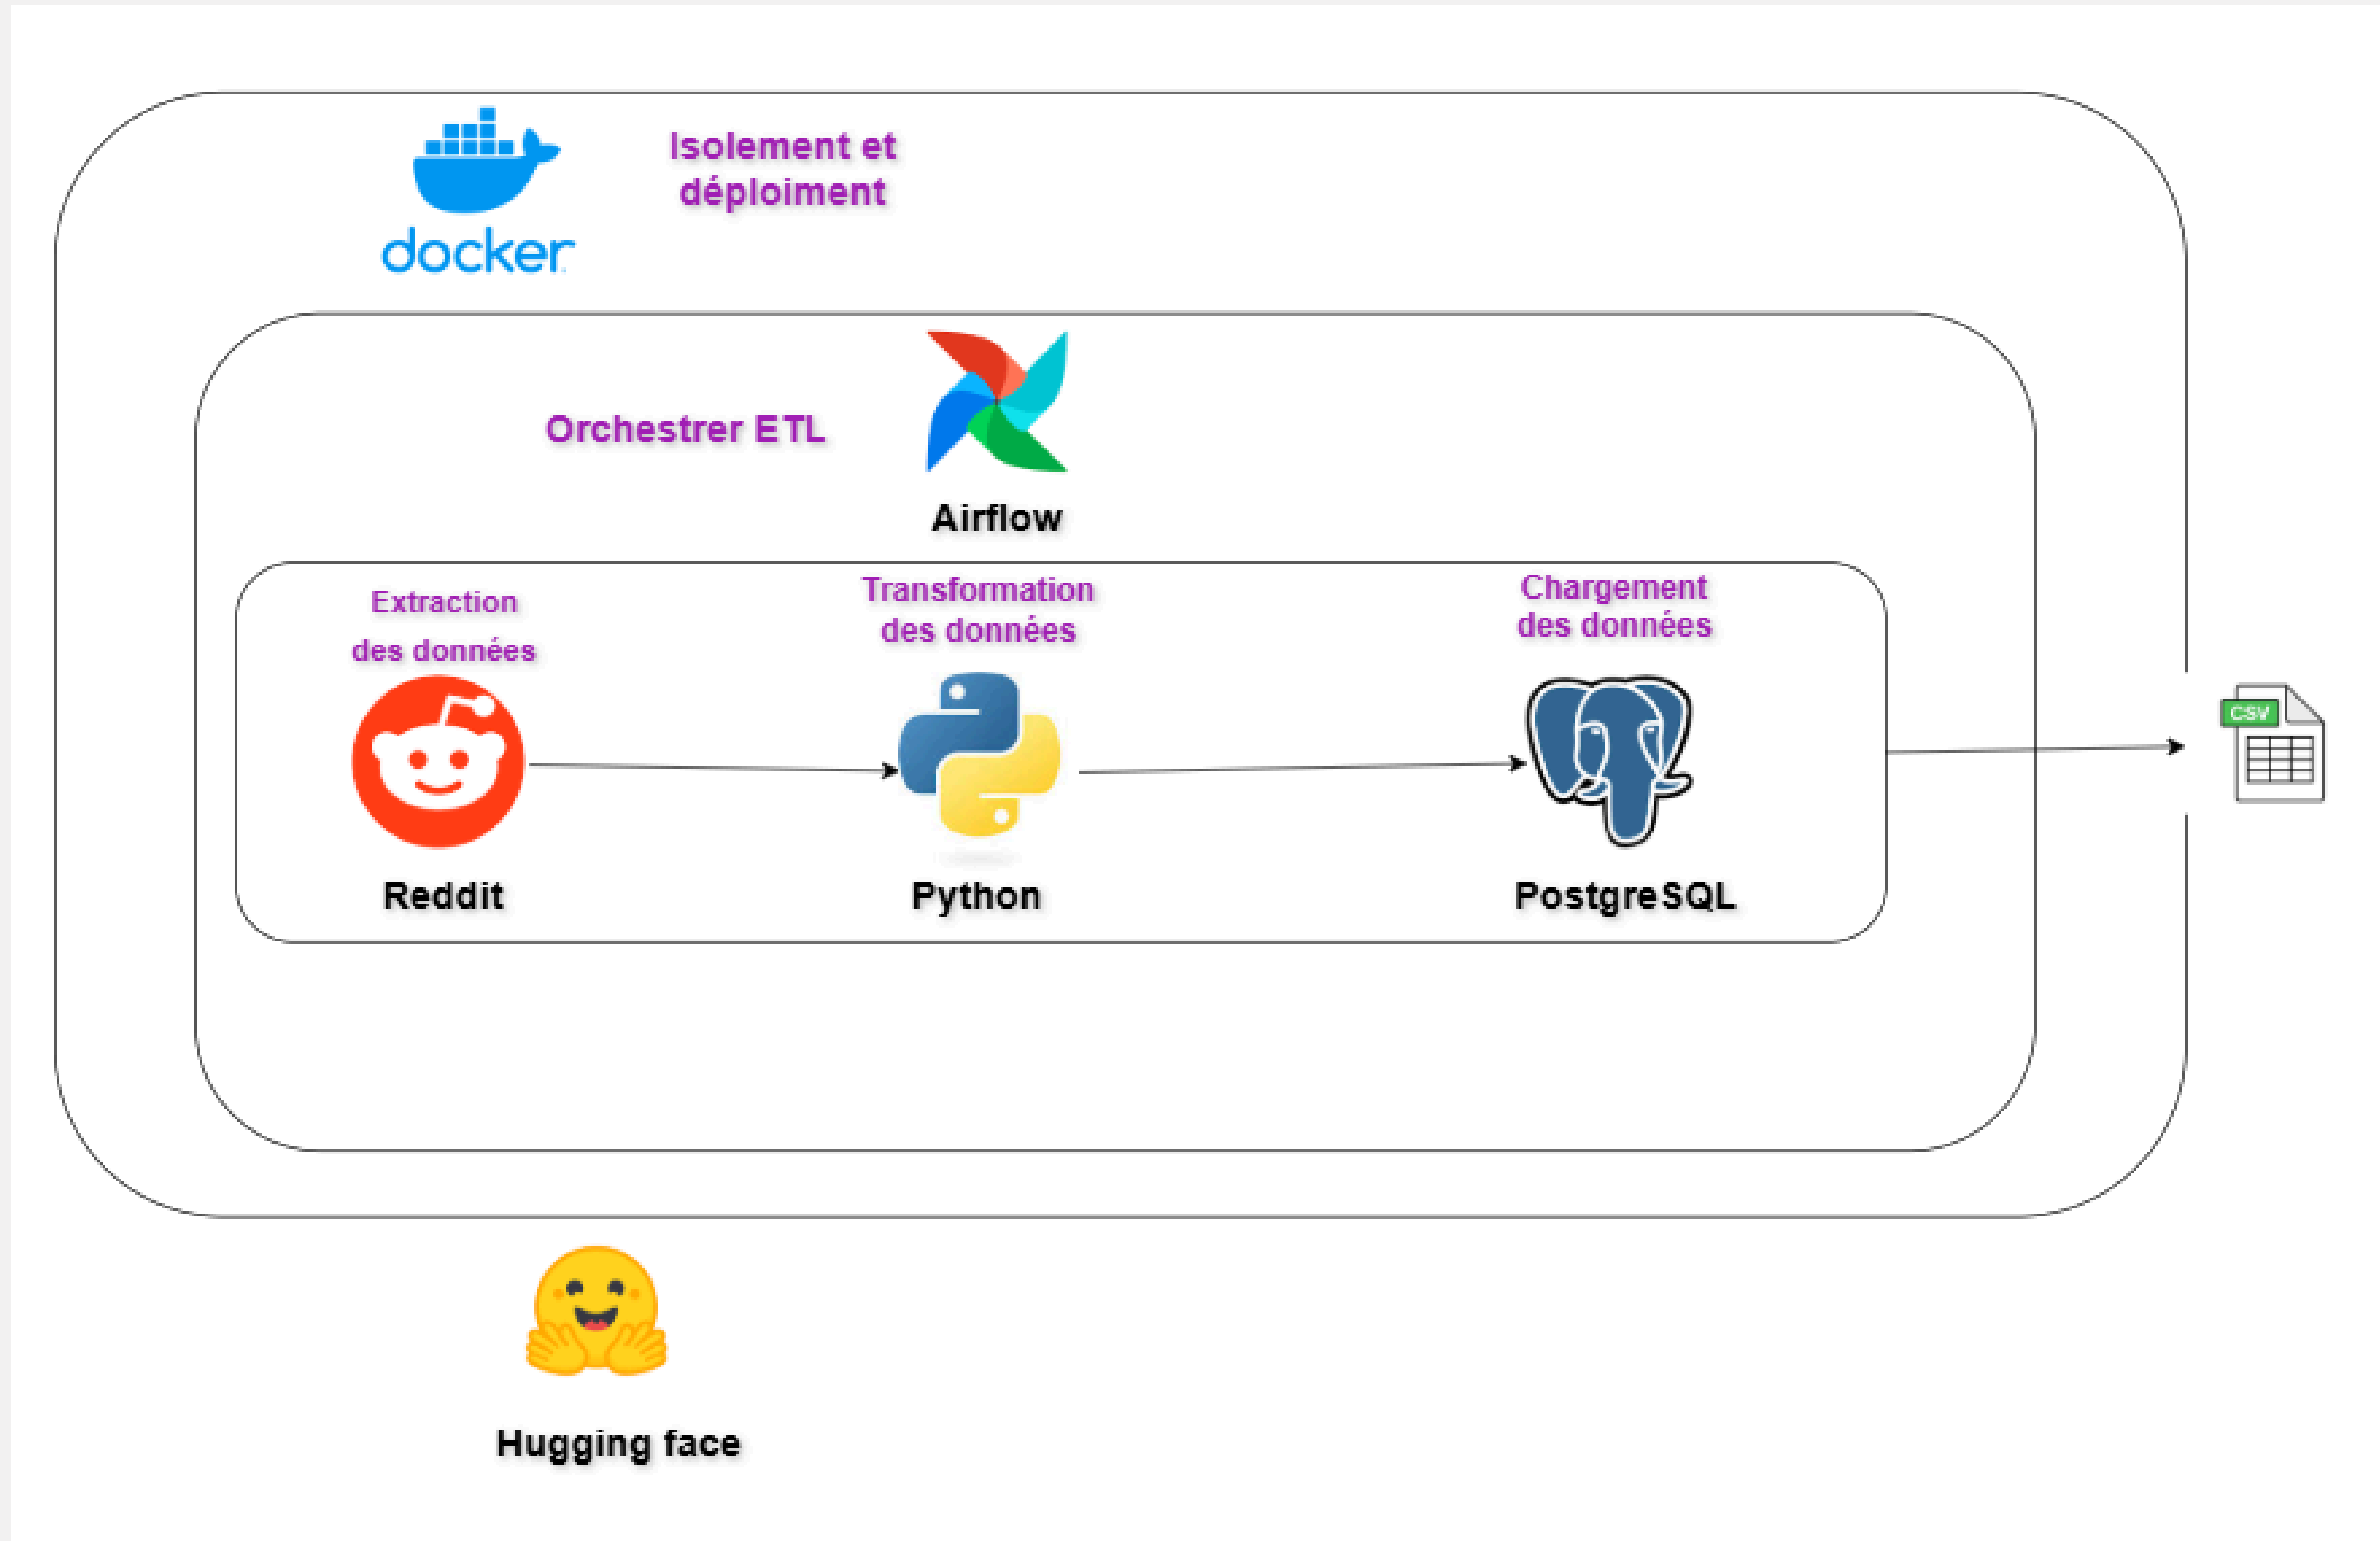 Isolement et
déploiment
docker
Orchestrer ETL
Airflow
Extraction
des données
Transformation
des données
Chargement
des données
CSV
Reddit
Python
PostgreSQL
Hugging face